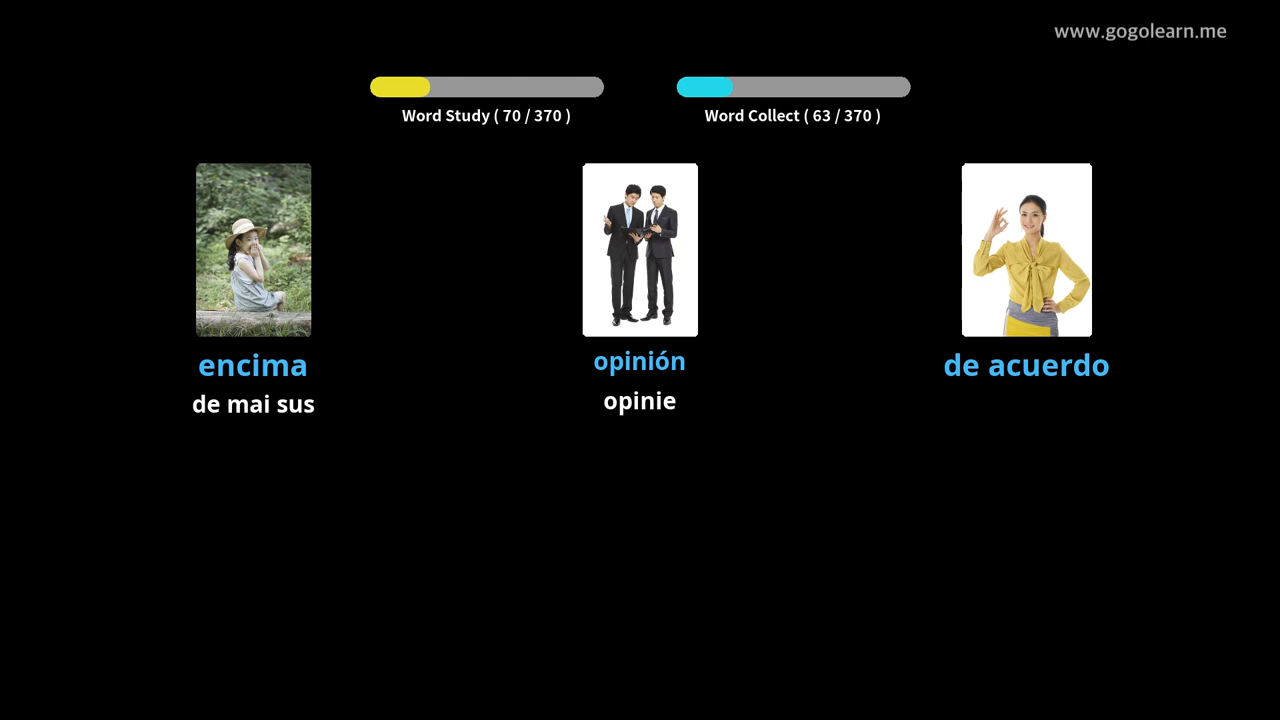 www.gogolearn.me
Word Study ( 70 / 370 )
Word Collect ( 63 / 370 )
encima
de mai sus
opinión
opinie
de acuerdo